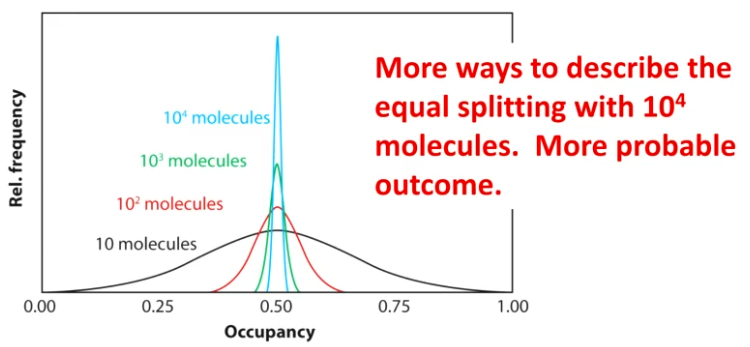 More ways to describe the
equal splitting with 10⁴
molecules. More probable
outcome.
Rel. frequency
10⁴ molecules
10³ molecules
10² molecules
10 molecules
0.00 0.25 0.50 0.75 1.00
Occupancy